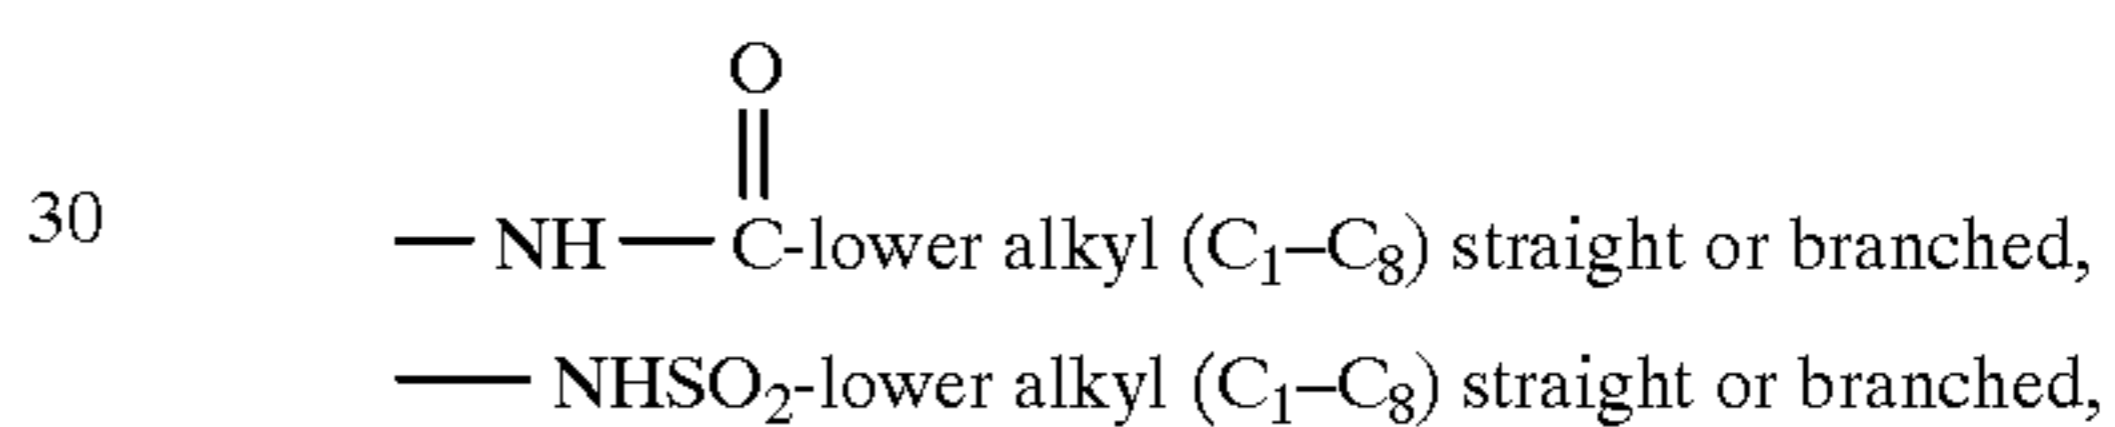 O
30 —NH—C-lower alkyl (C₁–C₈) straight or branched,
—NHSO₂-lower alkyl (C₁–C₈) straight or branched,